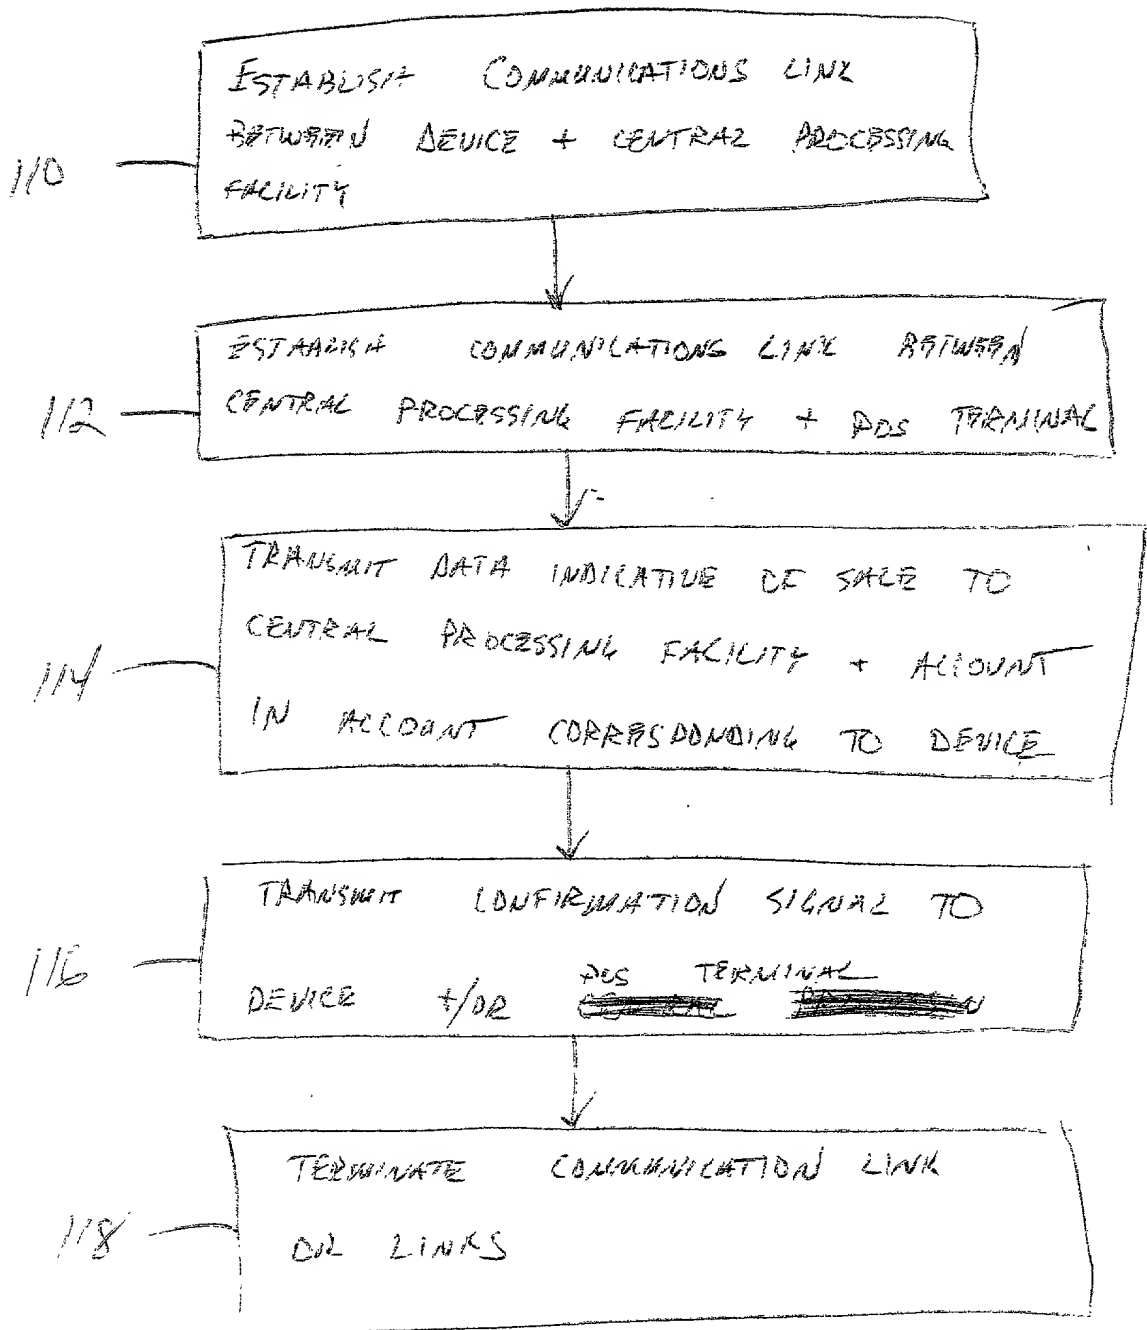 110
ESTABLISH COMMUNICATIONS LINK
BETWEEN DEVICE + CENTRAL PROCESSING
FACILITY
112
ESTABLISH COMMUNICATIONS LINK BETWEEN
CENTRAL PROCESSING FACILITY + POS TERMINAL
114
TRANSMIT DATA INDICATIVE OF SALE TO
CENTRAL PROCESSING FACILITY + ACCOUNT
IN ACCOUNT CORRESPONDING TO DEVICE
116
TRANSMIT CONFIRMATION SIGNAL TO
POS TERMINAL
DEVICE +/OR
118
TERMINATE COMMUNICATION LINK
OR LINKS